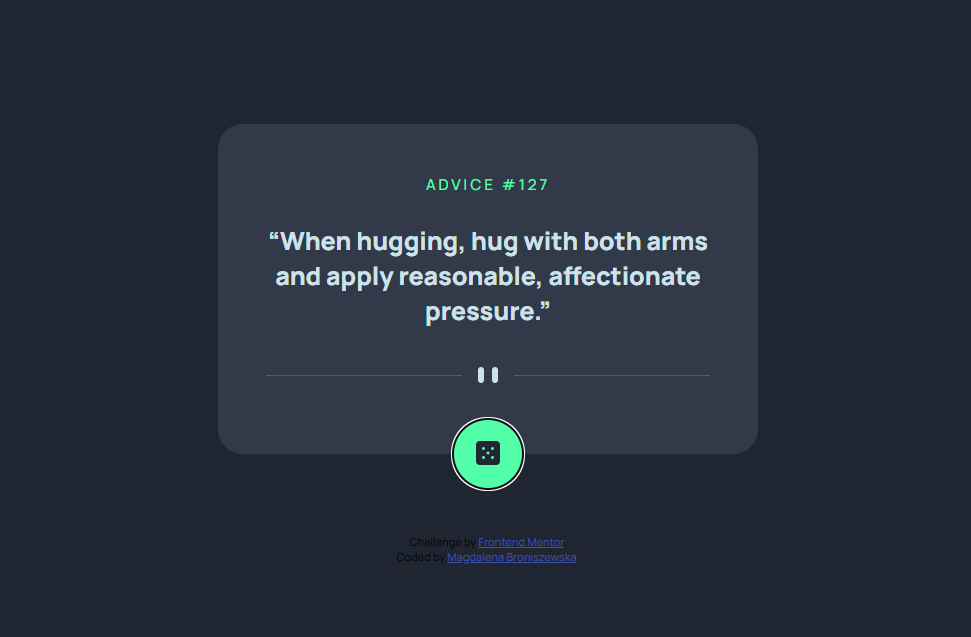 ADVICE #127
“When hugging, hug with both arms
and apply reasonable, affectionate
pressure.”
Challenge by Frontend Mentor
Coded by Magdalena Broniszewska